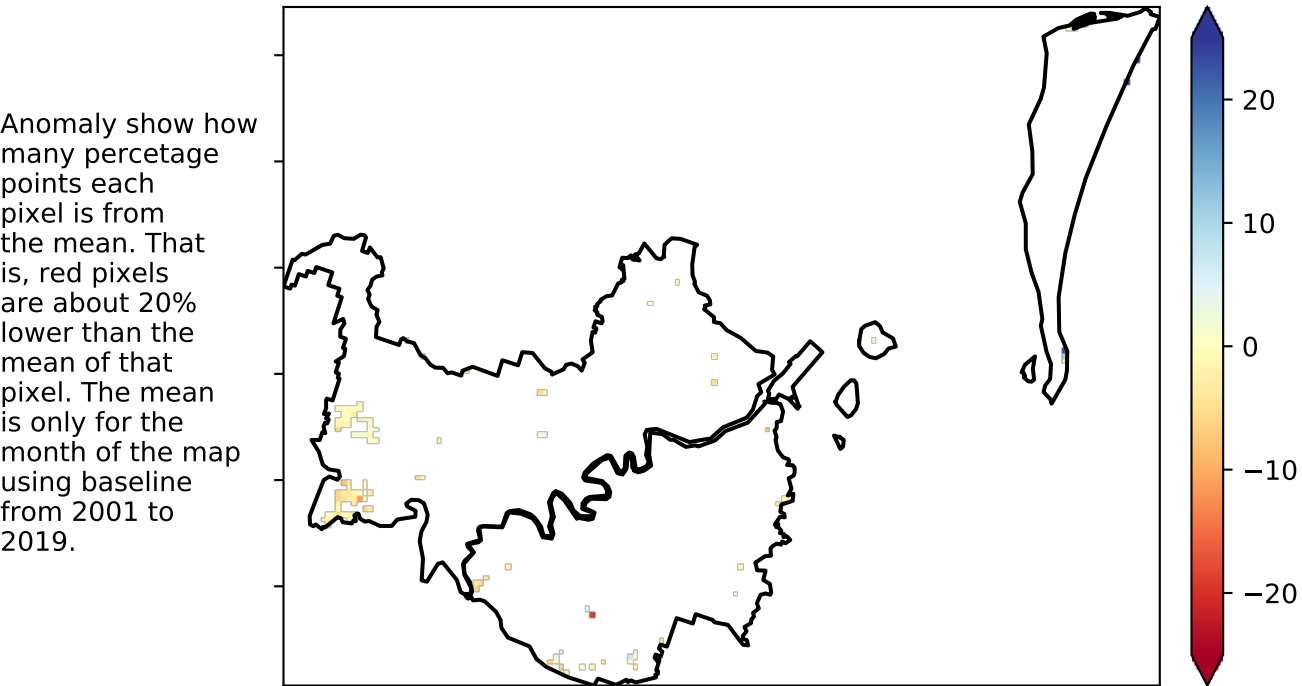 Anomaly show how
many percetage
points each
pixel is from
the mean. That
is, red pixels
are about 20%
lower than the
mean of that
pixel. The mean
is only for the
month of the map
using baseline
from 2001 to
2019.
20
10
0
−10
−20